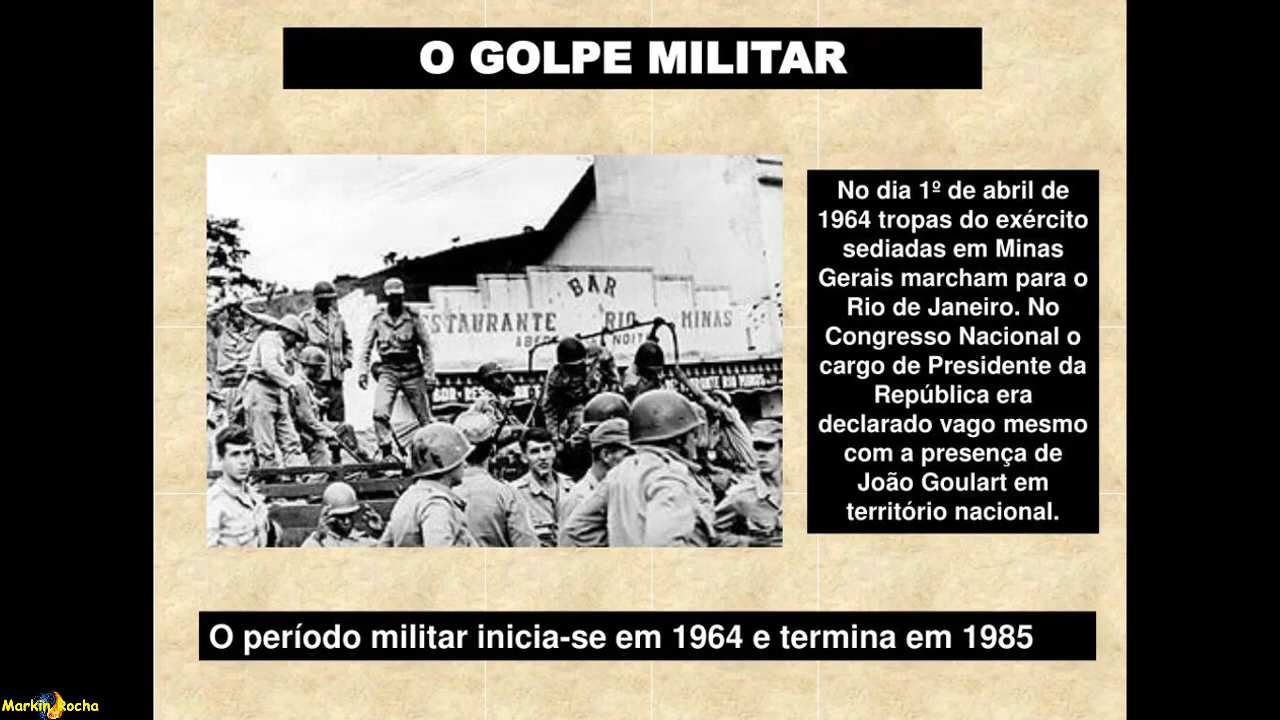 O GOLPE MILITAR
BAR
STAURANTE RIO MINAS
No dia 1º de abril de
1964 tropas do exército
sediadas em Minas
Gerais marcham para o
Rio de Janeiro. No
Congresso Nacional o
cargo de Presidente da
República era
declarado vago mesmo
com a presença de
João Goulart em
território nacional.
O período militar inicia-se em 1964 e termina em 1985
Markin Rocha